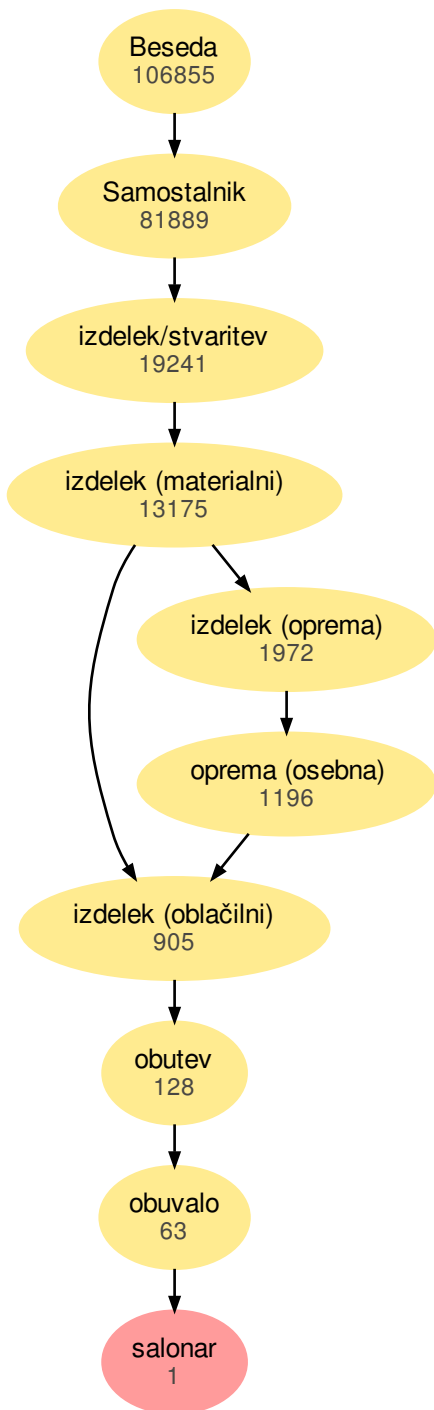 Beseda
106855
Samostalnik
81889
izdelek/stvaritev
19241
izdelek (materialni)
13175
izdelek (oprema)
1972
oprema (osebna)
1196
izdelek (oblačilni)
905
obutev
128
obuvalo
63
salonar
1